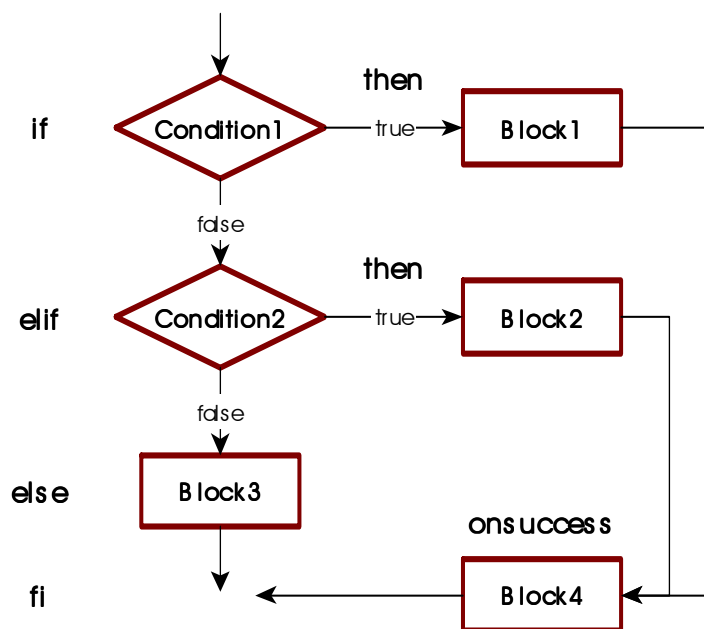 then
if Condition1 true Block1
false
then
elif Condition2 true Block2
false
else Block3
onsuccess
fi Block4